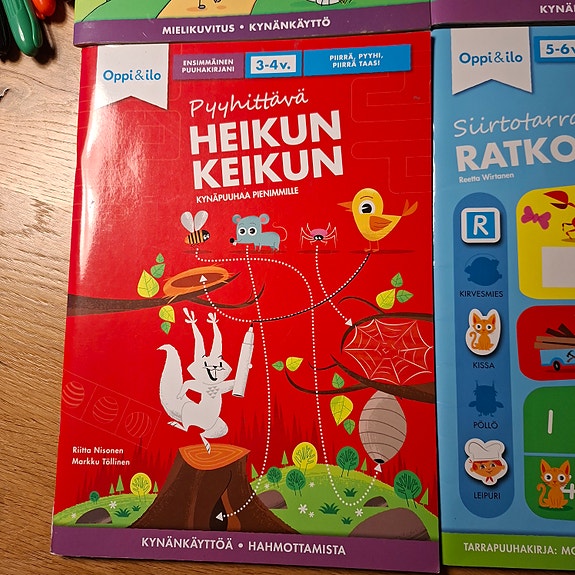 MIELIKUVITUS • KYNÄNKÄYTTÖ
Oppi&ilo
ENSIMMÄINEN
PUUHAKIRJANI
3-4 v.
PIIRRÄ, PYYHI,
PIIRRÄ TAAS!
Pyyhittävä
HEIKUN
KEIKUN
KYNÄPUUHAA PIENIMMILLE
Riitta Nisonen
Markku Töllinen
KYNÄNKÄYTTÖÄ • HAHMOTTAMISTA
Oppi&ilo
5-6 v
Siirtotarra
RATKO
Reetta Wirtanen
R
KIRVESMIES
KISSA
PÖLLÖ
LEIPURI
I
+
TARRAPUUHAKIRJA: MO